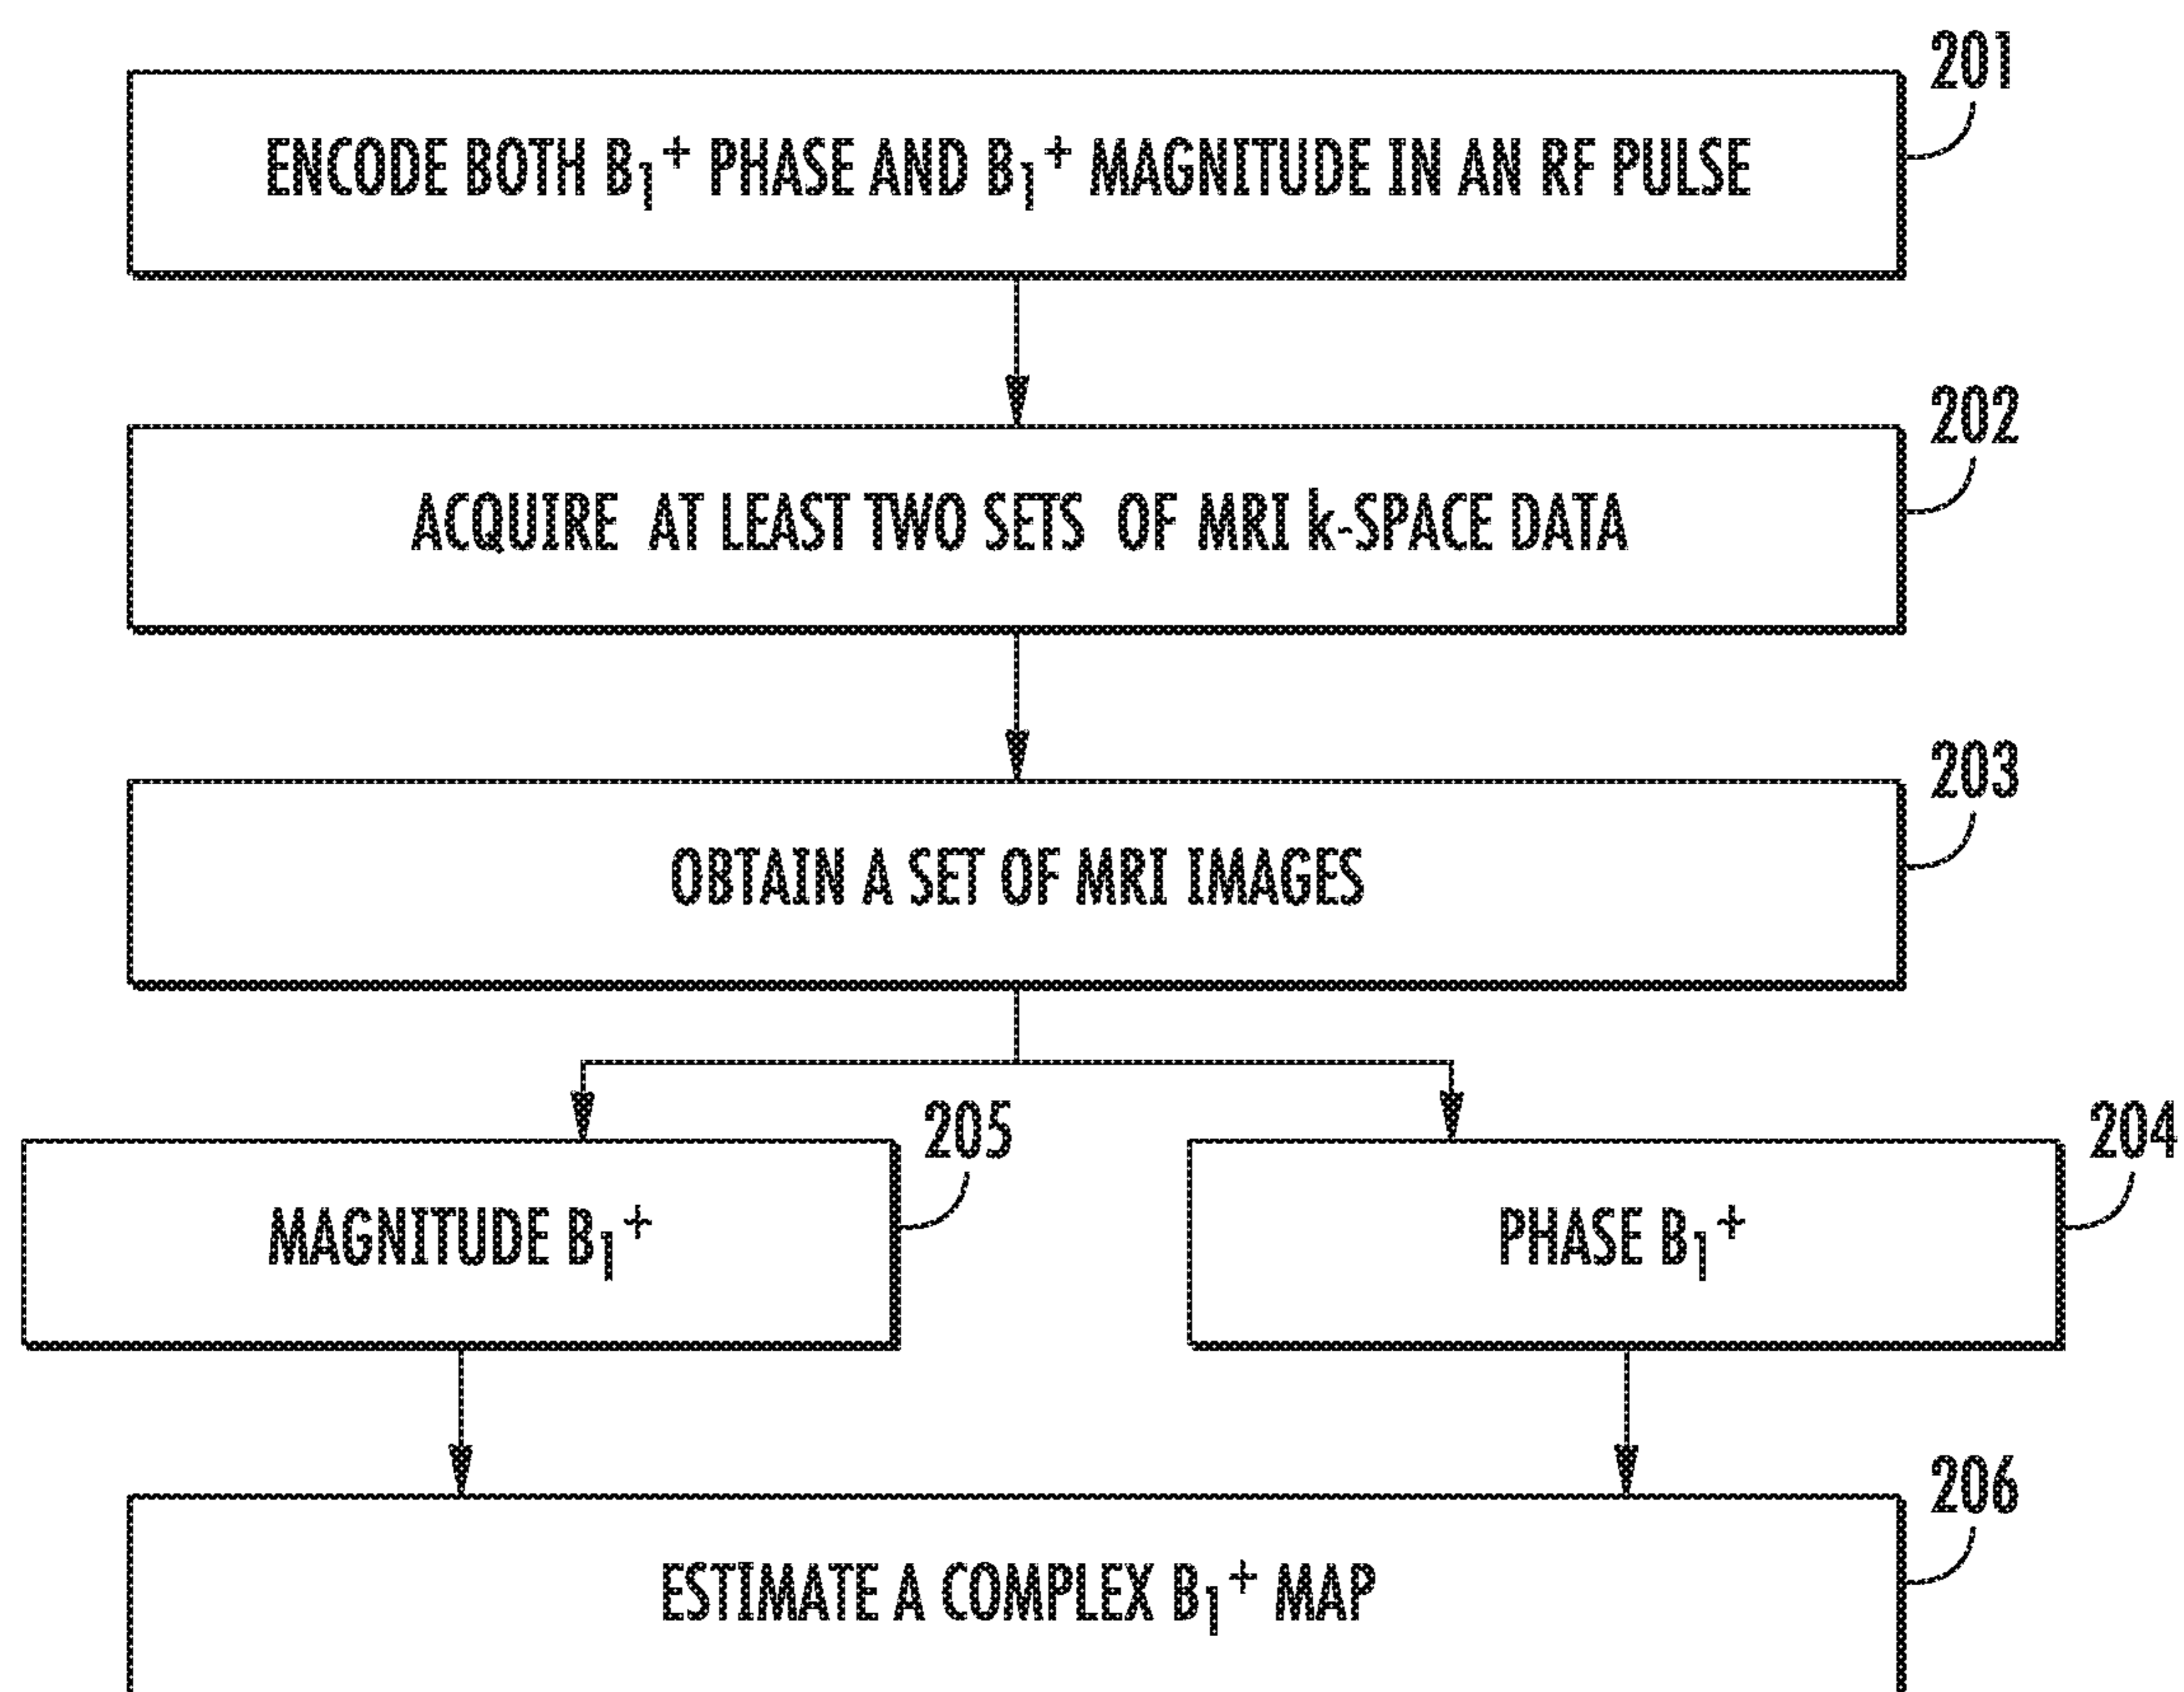 201
ENCODE BOTH B₁⁺ PHASE AND B₁⁺ MAGNITUDE IN AN RF PULSE
202
ACQUIRE AT LEAST TWO SETS OF MRI k-SPACE DATA
203
OBTAIN A SET OF MRI IMAGES
205
MAGNITUDE B₁⁺
204
PHASE B₁⁺
206
ESTIMATE A COMPLEX B₁⁺ MAP